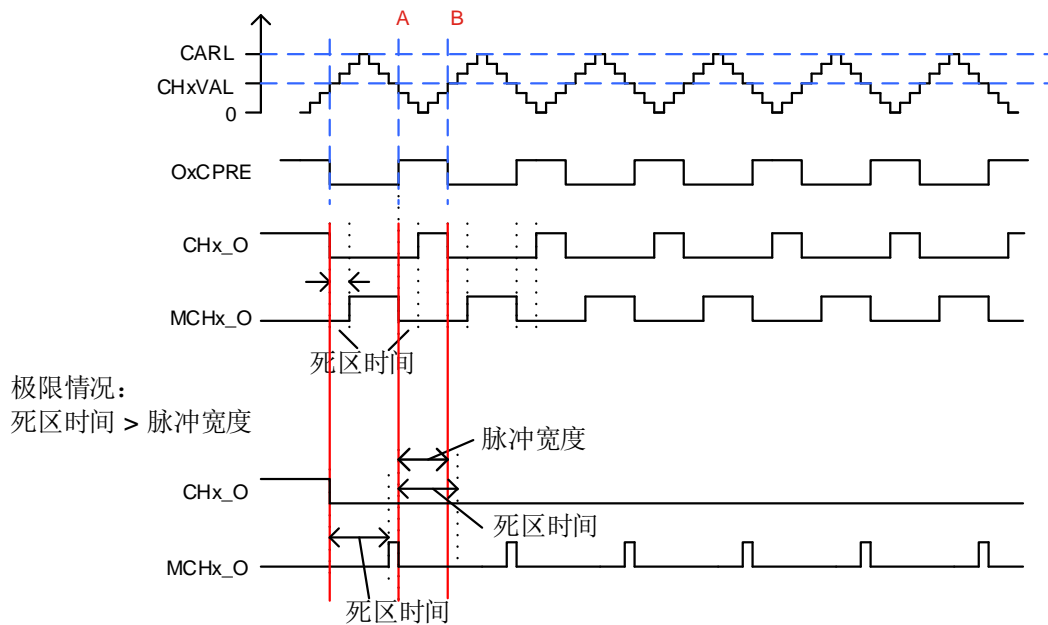 A
B
CARL
CHxVAL
0
OxCPRE
CHx_O
MCHx_O
死区时间
极限情况：
死区时间 > 脉冲宽度
脉冲宽度
CHx_O
死区时间
MCHx_O
死区时间